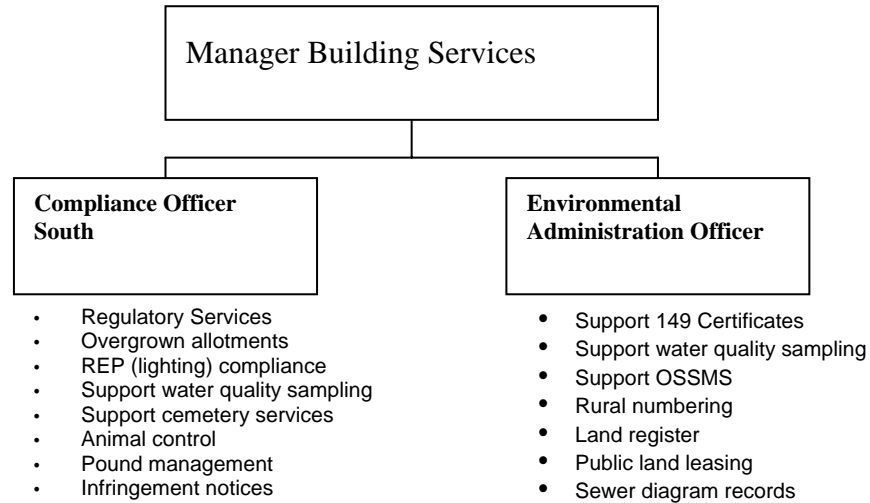 Manager Building Services
Compliance Officer
South
• Regulatory Services
• Overgrown allotments
• REP (lighting) compliance
• Support water quality sampling
• Support cemetery services
• Animal control
• Pound management
• Infringement notices
Environmental
Administration Officer
• Support 149 Certificates
• Support water quality sampling
• Support OSSMS
• Rural numbering
• Land register
• Public land leasing
• Sewer diagram records